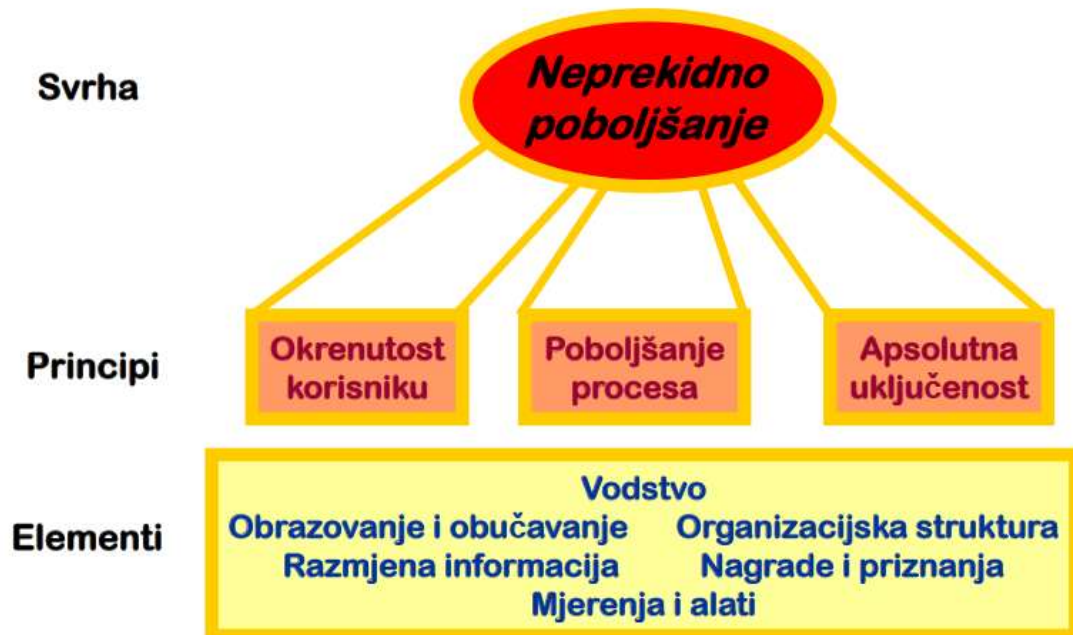 Svrha
Neprekidno
poboljšanje
Principi
Okrenutost
korisniku
Poboljšanje
procesa
Apsolutna
uključenost
Elementi
Vodstvo
Obrazovanje i obučavanje Organizacijska struktura
Razmjena informacija Nagrade i priznanja
Mjerenja i alati